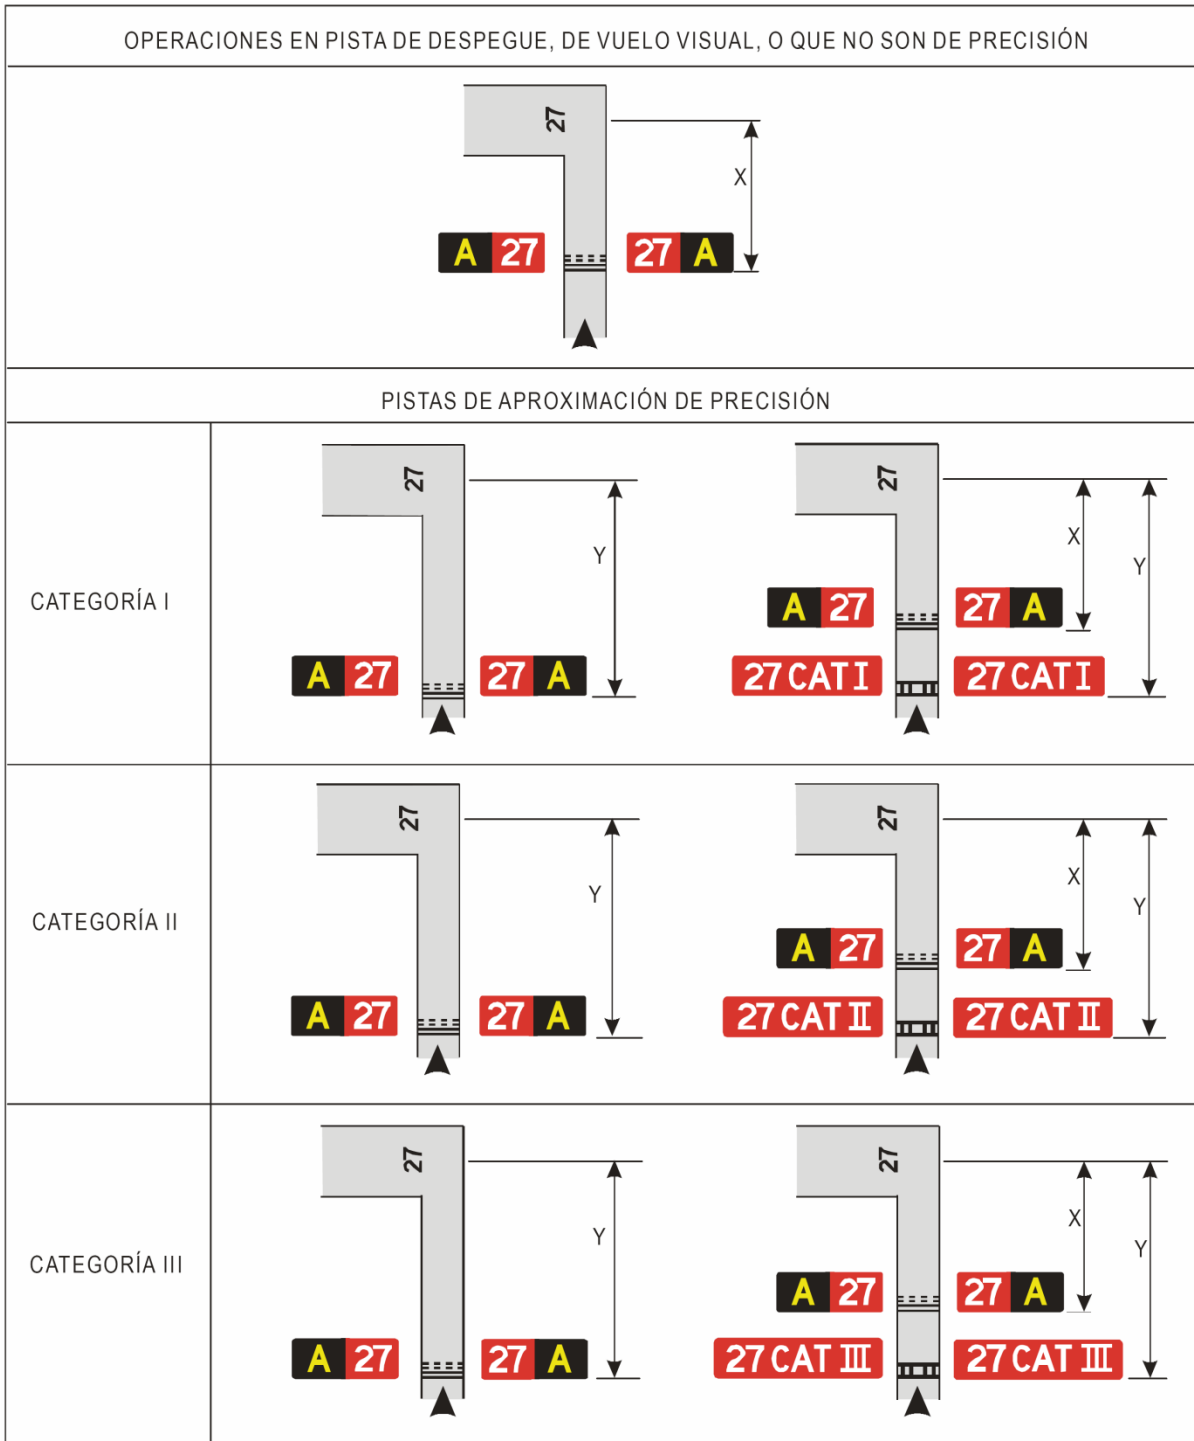 OPERACIONES EN PISTA DE DESPEGUE, DE VUELO VISUAL, O QUE NO SON DE PRECISIÓN
27
X
A 27 27 A
PISTAS DE APROXIMACIÓN DE PRECISIÓN
CATEGORÍA I
27
Y
A 27 27 A
27
X
Y
A 27 27 A
27 CAT I 27 CAT I
CATEGORÍA II
27
Y
A 27 27 A
27
X
Y
A 27 27 A
27 CAT II 27 CAT II
CATEGORÍA III
27
Y
A 27 27 A
27
X
Y
A 27 27 A
27 CAT III 27 CAT III